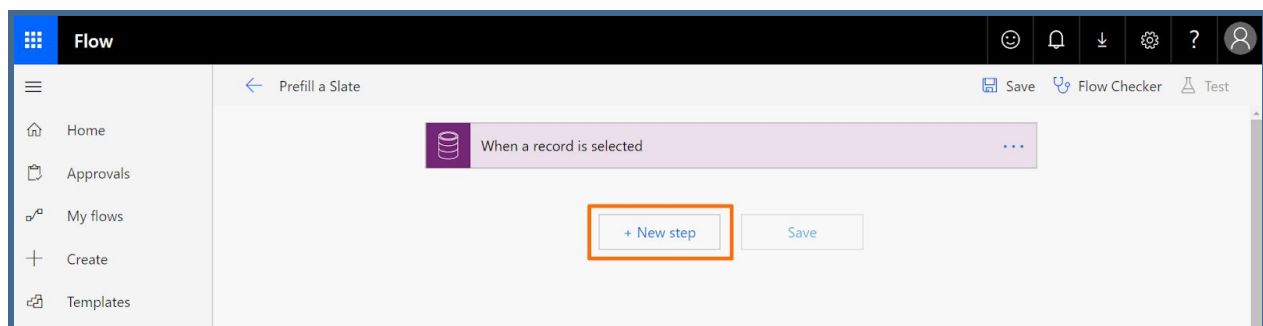 Flow
?
Prefill a Slate
Save
Flow Checker
Test
Home
Approvals
My flows
Create
Templates
When a record is selected
...
+ New step
Save